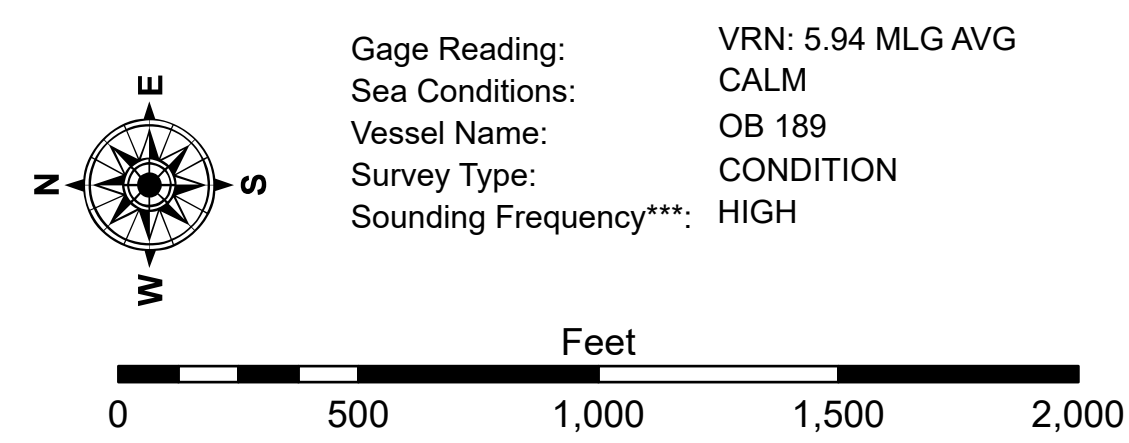 E
N
S
W
Gage Reading: VRN: 5.94 MLG AVG
Sea Conditions: CALM
Vessel Name: OB 189
Survey Type: CONDITION
Sounding Frequency***: HIGH
Feet
0 500 1,000 1,500 2,000